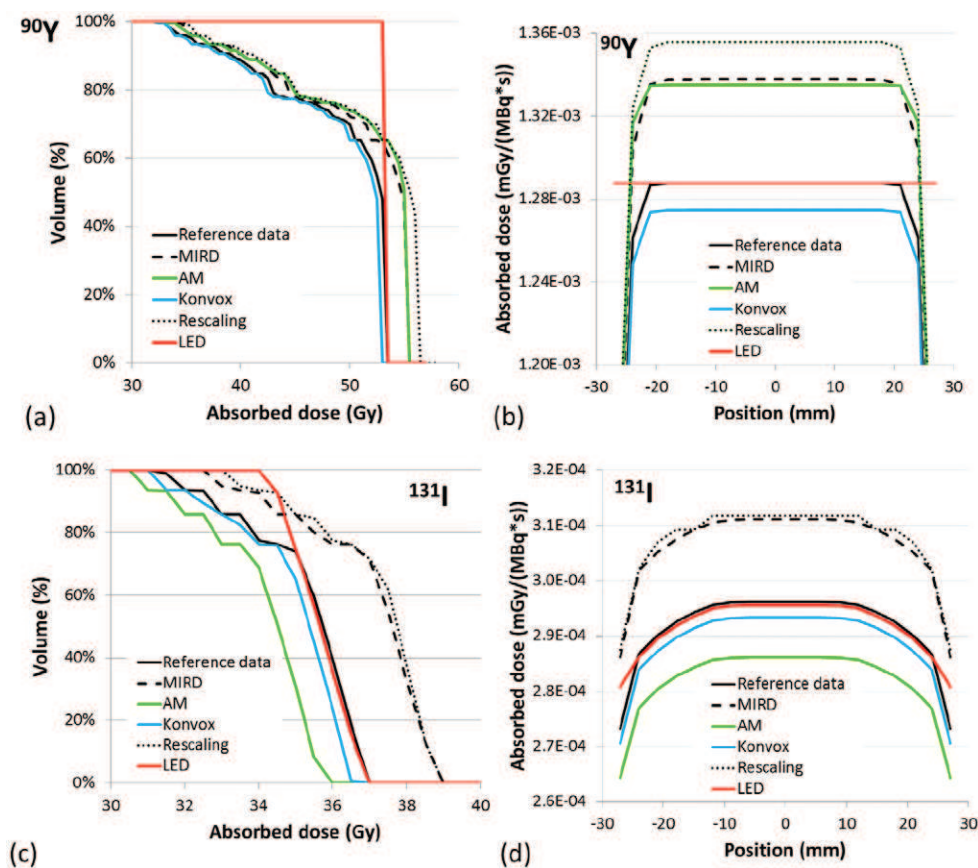 90Y
100%
80%
60%
40%
20%
0%
Volume (%)
Reference data
MIRD
AM
Konvox
Rescaling
LED
30 40 50 60
Absorbed dose (Gy)
(a)
90Y
1.36E-03
1.32E-03
1.28E-03
1.24E-03
1.20E-03
Absorbed dose (mGy/(MBq*s))
Reference data
MIRD
AM
Konvox
Rescaling
LED
-30 -20 -10 0 10 20 30
Position (mm)
(b)
131I
100%
80%
60%
40%
20%
0%
Volume (%)
Reference data
MIRD
AM
Konvox
Rescaling
LED
30 32 34 36 38 40
Absorbed dose (Gy)
(c)
131I
3.2E-04
3.1E-04
3.0E-04
2.9E-04
2.8E-04
2.7E-04
2.6E-04
Absorbed dose (mGy/(MBq*s))
Reference data
MIRD
AM
Konvox
Rescaling
LED
-30 -20 -10 0 10 20 30
Position (mm)
(d)